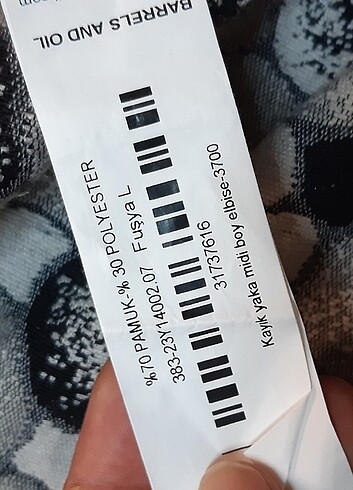 BARRELS AND OIL
%70 PAMUK-% 30 POLYESTER
383-23Y14002.07 Fuşya L
31737616
Kayık yaka midi boy elbise-3700